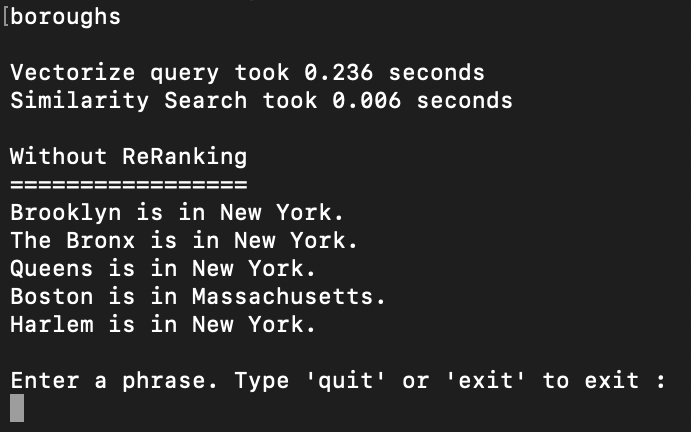 [boroughs
Vectorize query took 0.236 seconds
Similarity Search took 0.006 seconds
Without ReRanking
=================
Brooklyn is in New York.
The Bronx is in New York.
Queens is in New York.
Boston is in Massachusetts.
Harlem is in New York.
Enter a phrase. Type 'quit' or 'exit' to exit :